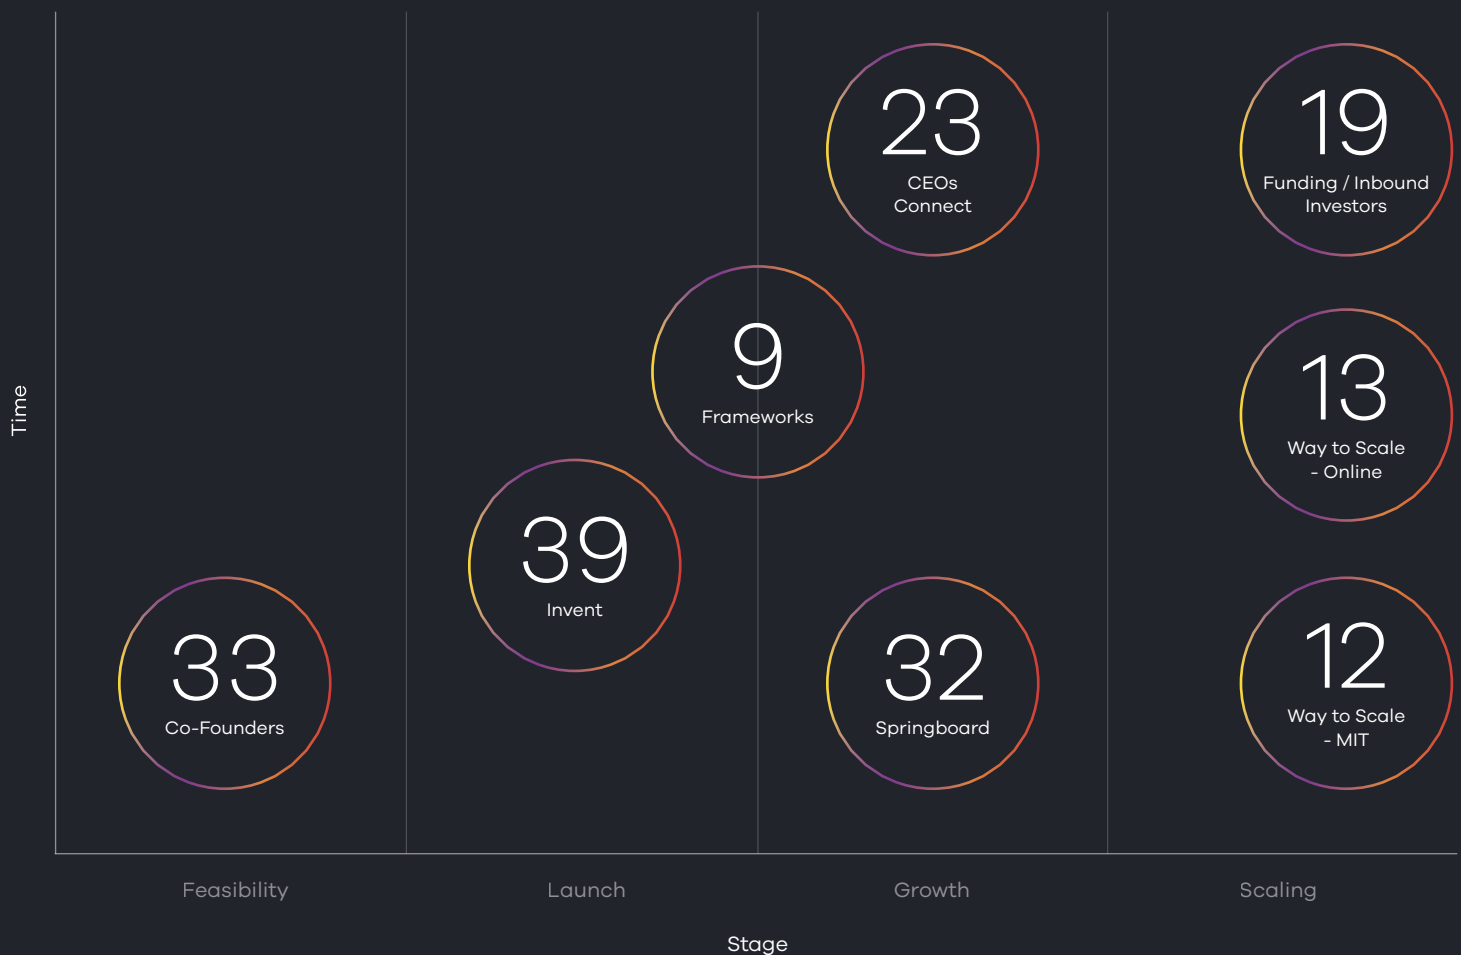 23
CEOs
Connect
19
Funding / Inbound
Investors
9
Frameworks
13
Way to Scale
- Online
Time
39
Invent
33
Co-Founders
32
Springboard
12
Way to Scale
- MIT
Feasibility
Launch
Growth
Scaling
Stage